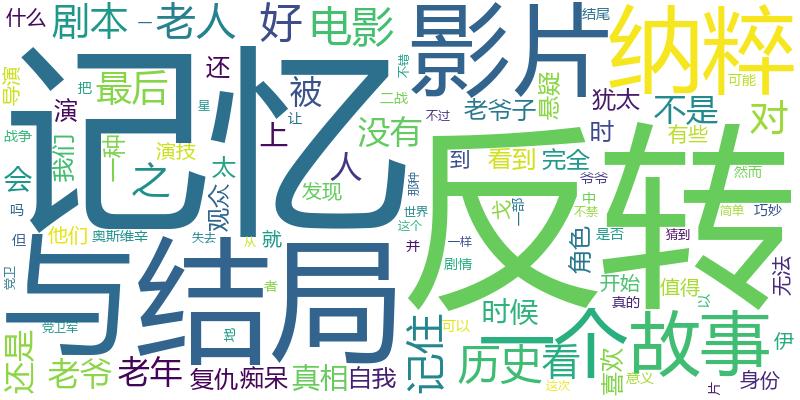 什么
剧本
一
老人
好
电影
影片
结尾
纳粹
导演
还
最后
把
演
星
被
让
不错
二战
没有
悬疑
老爷子
犹太
不是
可能
对
记忆
战争
我们
一种
演技
上
人
不过
时
有些
会
之
太
观众
发现
那种
到
看到
完全
爷爷
然而
反转
吗
他们
奥斯维辛
失去
就
从
世界
这个
戈
中
不禁
简单
巧妙
但
并
一样
角色
是否
猜到
党卫
与
结局
者
剧情
开始
值得
无法
真的
以
党卫军
时候
一个
故事
伊
还是
老爷
老年
复仇
痴呆
真相
自我
记住
可以
历史
看
这次
喜欢
意义
片
身份